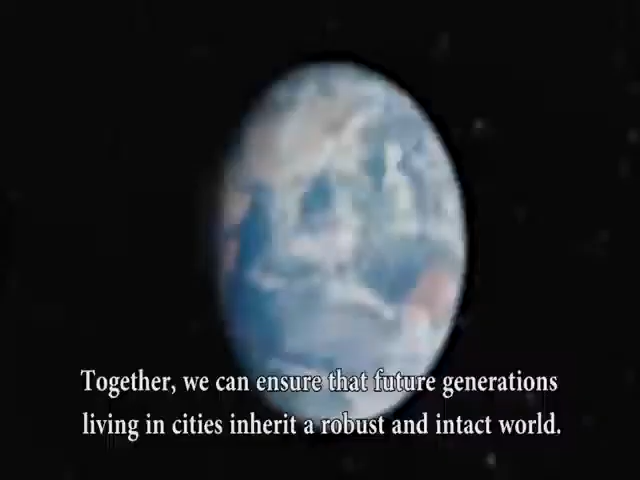 Together, we can ensure that future generations
living in cities inherit a robust and intact world.